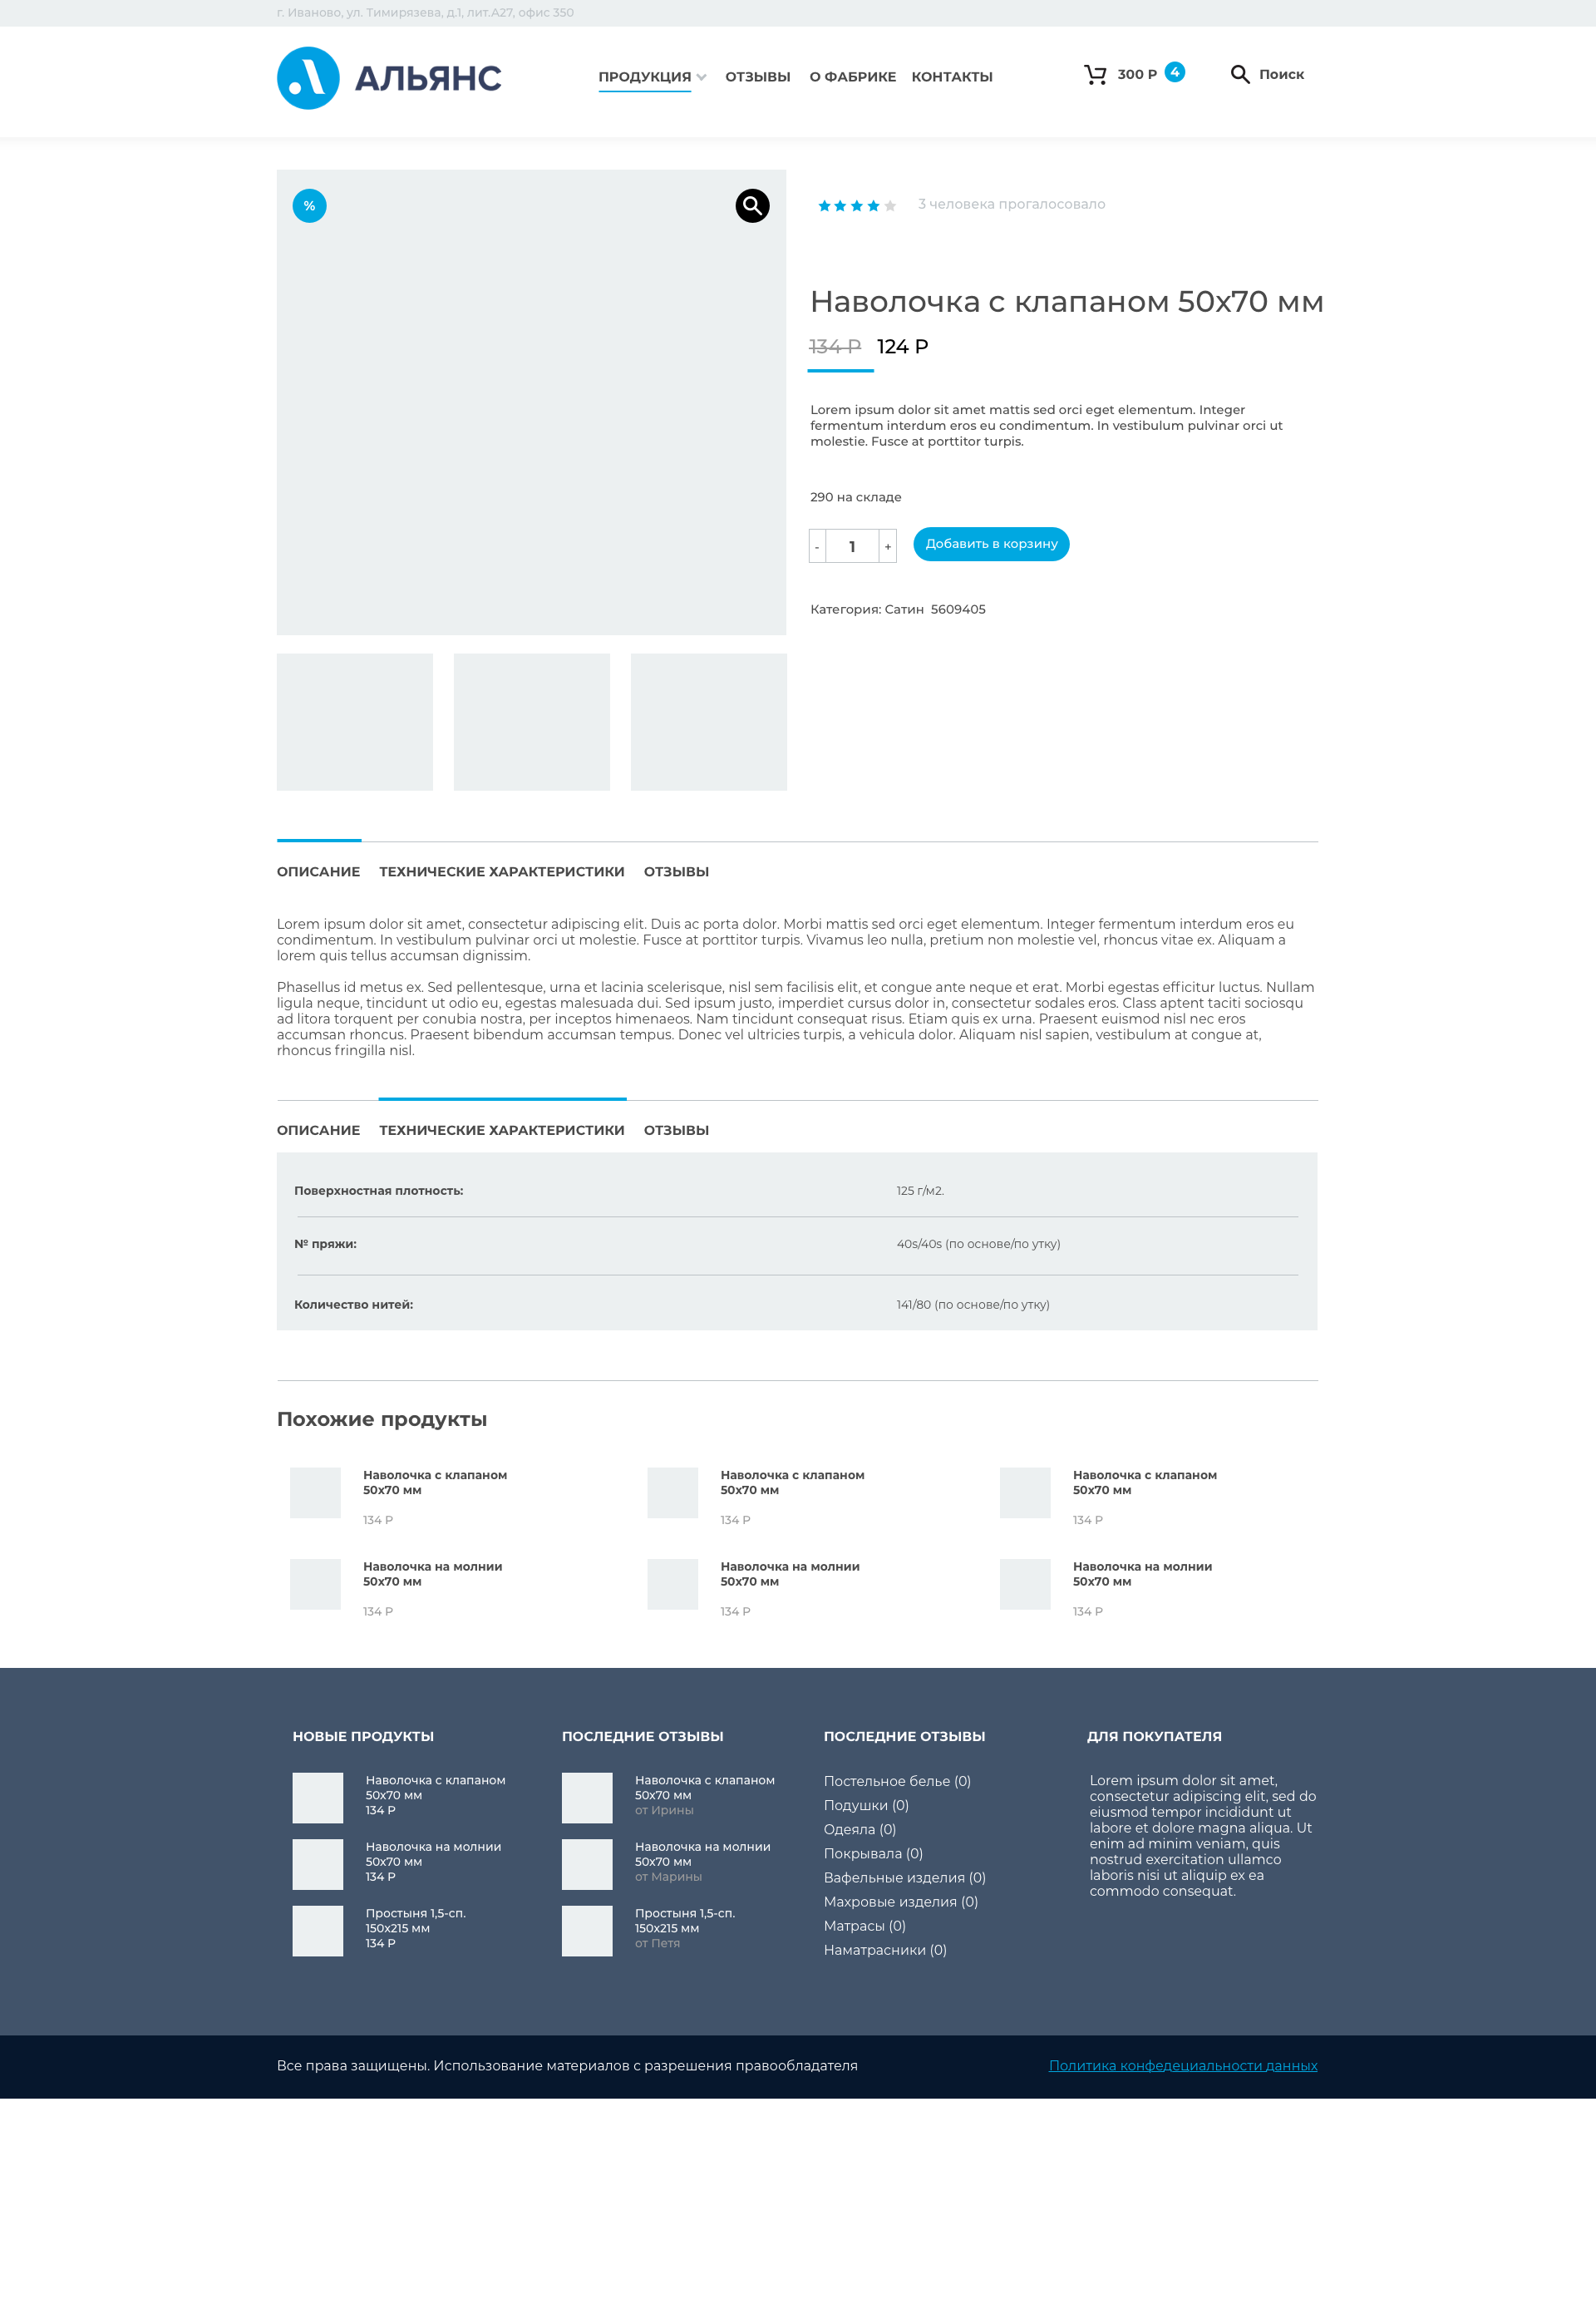 г. Иваново, ул. Тимирязева, д.1, лит.А27, офис 350
АЛЬЯНС
ПРОДУКЦИЯ ОТЗЫВЫ О ФАБРИКЕ КОНТАКТЫ
300 Р 4
Поиск
%
3 человека прогалосовало
Наволочка с клапаном 50х70 мм
134 Р 124 Р
Lorem ipsum dolor sit amet mattis sed orci eget elementum. Integer
fermentum interdum eros eu condimentum. In vestibulum pulvinar orci ut
molestie. Fusce at porttitor turpis.
290 на складе
- 1 +
Добавить в корзину
Категория: Сатин 5609405
ОПИСАНИЕ ТЕХНИЧЕСКИЕ ХАРАКТЕРИСТИКИ ОТЗЫВЫ
Lorem ipsum dolor sit amet, consectetur adipiscing elit. Duis ac porta dolor. Morbi mattis sed orci eget elementum. Integer fermentum interdum eros eu
condimentum. In vestibulum pulvinar orci ut molestie. Fusce at porttitor turpis. Vivamus leo nulla, pretium non molestie vel, rhoncus vitae ex. Aliquam a
lorem quis tellus accumsan dignissim.
Phasellus id metus ex. Sed pellentesque, urna et lacinia scelerisque, nisl sem facilisis elit, et congue ante neque et erat. Morbi egestas efficitur luctus. Nullam
ligula neque, tincidunt ut odio eu, egestas malesuada dui. Sed ipsum justo, imperdiet cursus dolor in, consectetur sodales eros. Class aptent taciti sociosqu
ad litora torquent per conubia nostra, per inceptos himenaeos. Nam tincidunt consequat risus. Etiam quis ex urna. Praesent euismod nisl nec eros
accumsan rhoncus. Praesent bibendum accumsan tempus. Donec vel ultricies turpis, a vehicula dolor. Aliquam nisl sapien, vestibulum at congue at,
rhoncus fringilla nisl.
ОПИСАНИЕ ТЕХНИЧЕСКИЕ ХАРАКТЕРИСТИКИ ОТЗЫВЫ
Поверхностная плотность: 125 г/м2.
№ пряжи: 40s/40s (по основе/по утку)
Количество нитей: 141/80 (по основе/по утку)
Похожие продукты
Наволочка с клапаном
50х70 мм
134 Р
Наволочка с клапаном
50х70 мм
134 Р
Наволочка с клапаном
50х70 мм
134 Р
Наволочка на молнии
50х70 мм
134 Р
Наволочка на молнии
50х70 мм
134 Р
Наволочка на молнии
50х70 мм
134 Р
НОВЫЕ ПРОДУКТЫ
Наволочка с клапаном
50х70 мм
134 Р
Наволочка на молнии
50х70 мм
134 Р
Простыня 1,5-сп.
150х215 мм
134 Р
ПОСЛЕДНИЕ ОТЗЫВЫ
Наволочка с клапаном
50х70 мм
от Ирины
Наволочка на молнии
50х70 мм
от Марины
Простыня 1,5-сп.
150х215 мм
от Петя
ПОСЛЕДНИЕ ОТЗЫВЫ
Постельное белье (0)
Подушки (0)
Одеяла (0)
Покрывала (0)
Вафельные изделия (0)
Махровые изделия (0)
Матрасы (0)
Наматрасники (0)
ДЛЯ ПОКУПАТЕЛЯ
Lorem ipsum dolor sit amet,
consectetur adipiscing elit, sed do
eiusmod tempor incididunt ut
labore et dolore magna aliqua. Ut
enim ad minim veniam, quis
nostrud exercitation ullamco
laboris nisi ut aliquip ex ea
commodo consequat.
Все права защищены. Использование материалов с разрешения правообладателя
Политика конфедециальности данных